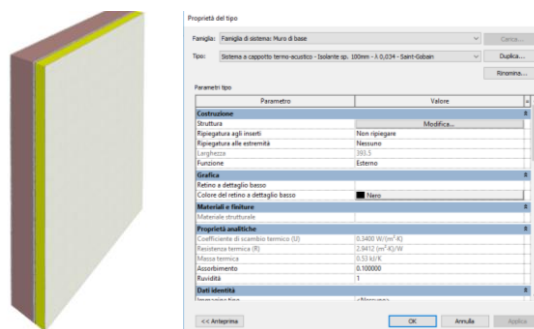 Proprietà del tipo
Famiglia: Famiglia di sistema: Muro di base Carica...
Tipo: Sistema a cappotto termo-acustico - Isolante sp. 100mm - λ 0,034 - Saint-Gobain Duplica...
Rinomina...
Parametri tipo
Parametro Valore
Costruzione
Struttura Modifica...
Ripiegatura agli inserti Non ripiegare
Ripiegatura alle estremità Nessuno
Larghezza 393.5
Funzione Esterno
Grafica
Retino a dettaglio basso
Colore del retino a dettaglio basso Nero
Materiali e finiture
Materiale strutturale
Proprietà analitiche
Coefficiente di scambio termico (U) 0.3400 W/(m²·K)
Resistenza termica (R) 2.9412 (m²·K)/W
Massa termica 0.53 kJ/K
Assorbimento 0.100000
Ruvidità 1
Dati identità
Immagine tipo <Nessuno>
<< Anteprima OK Annulla Applica